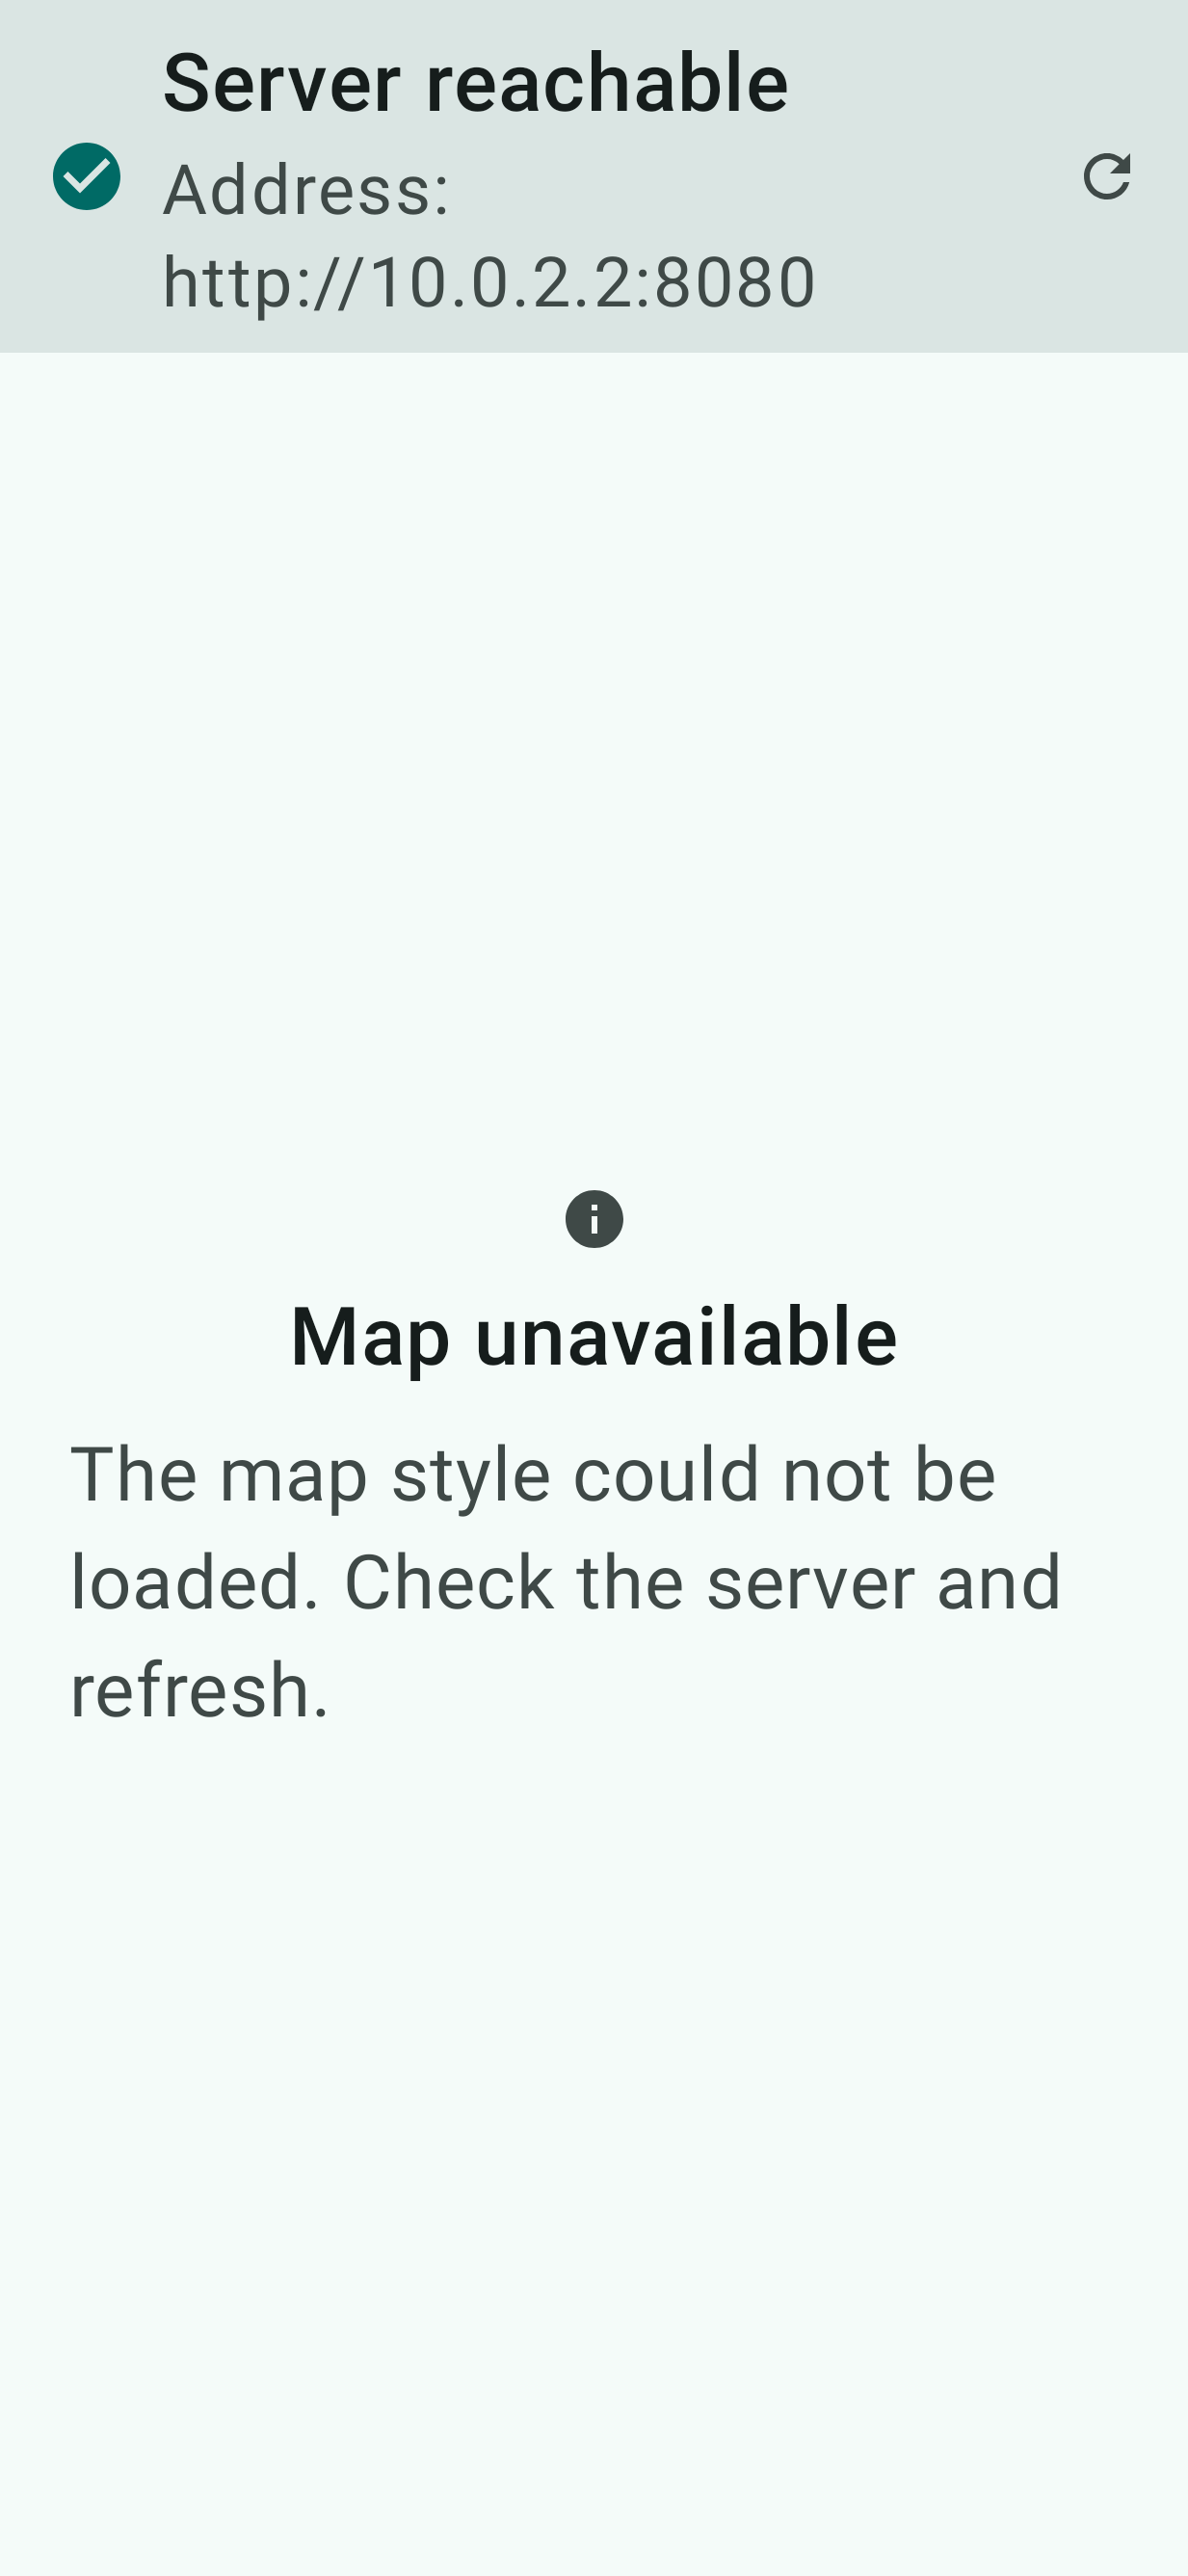 Server reachable
Address:
http://10.0.2.2:8080
Map unavailable
The map style could not be
loaded. Check the server and
refresh.